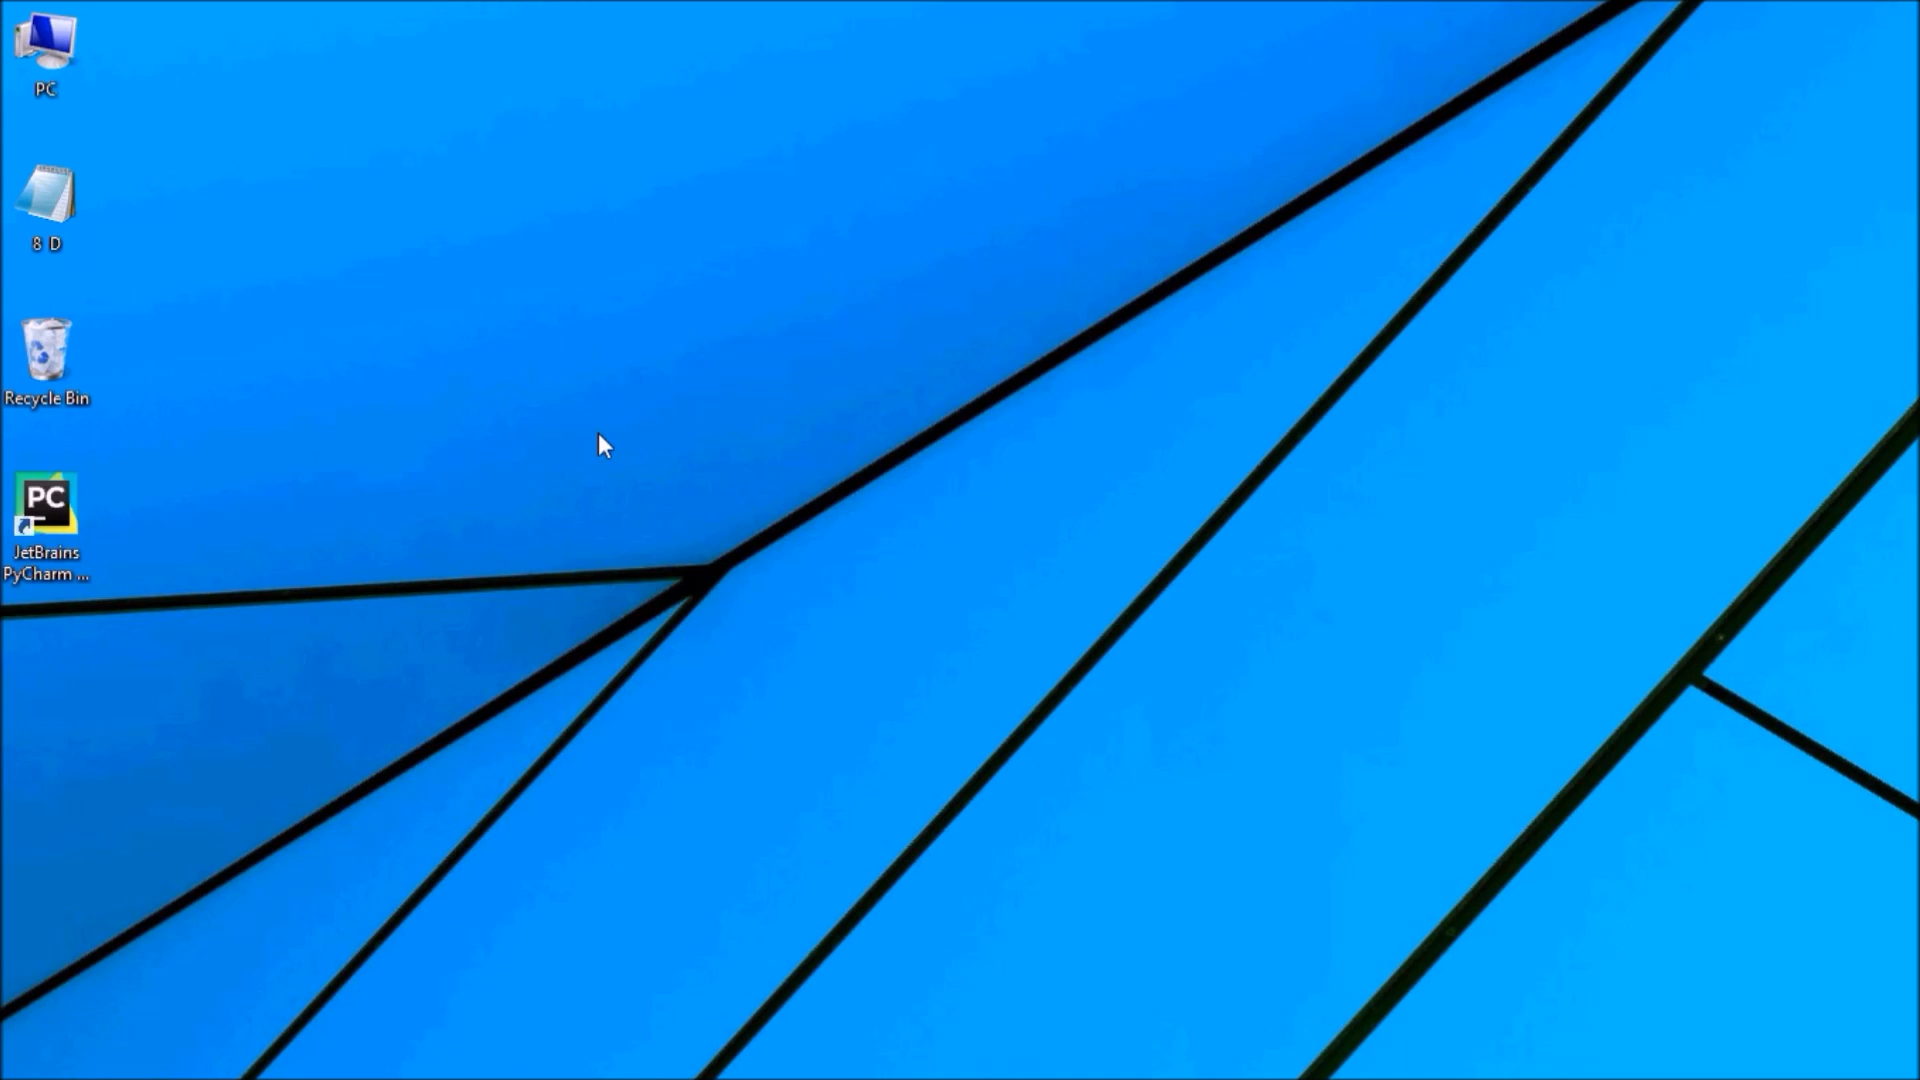 PC
8 D
Recycle Bin
PC
JetBrains
PyCharm ...